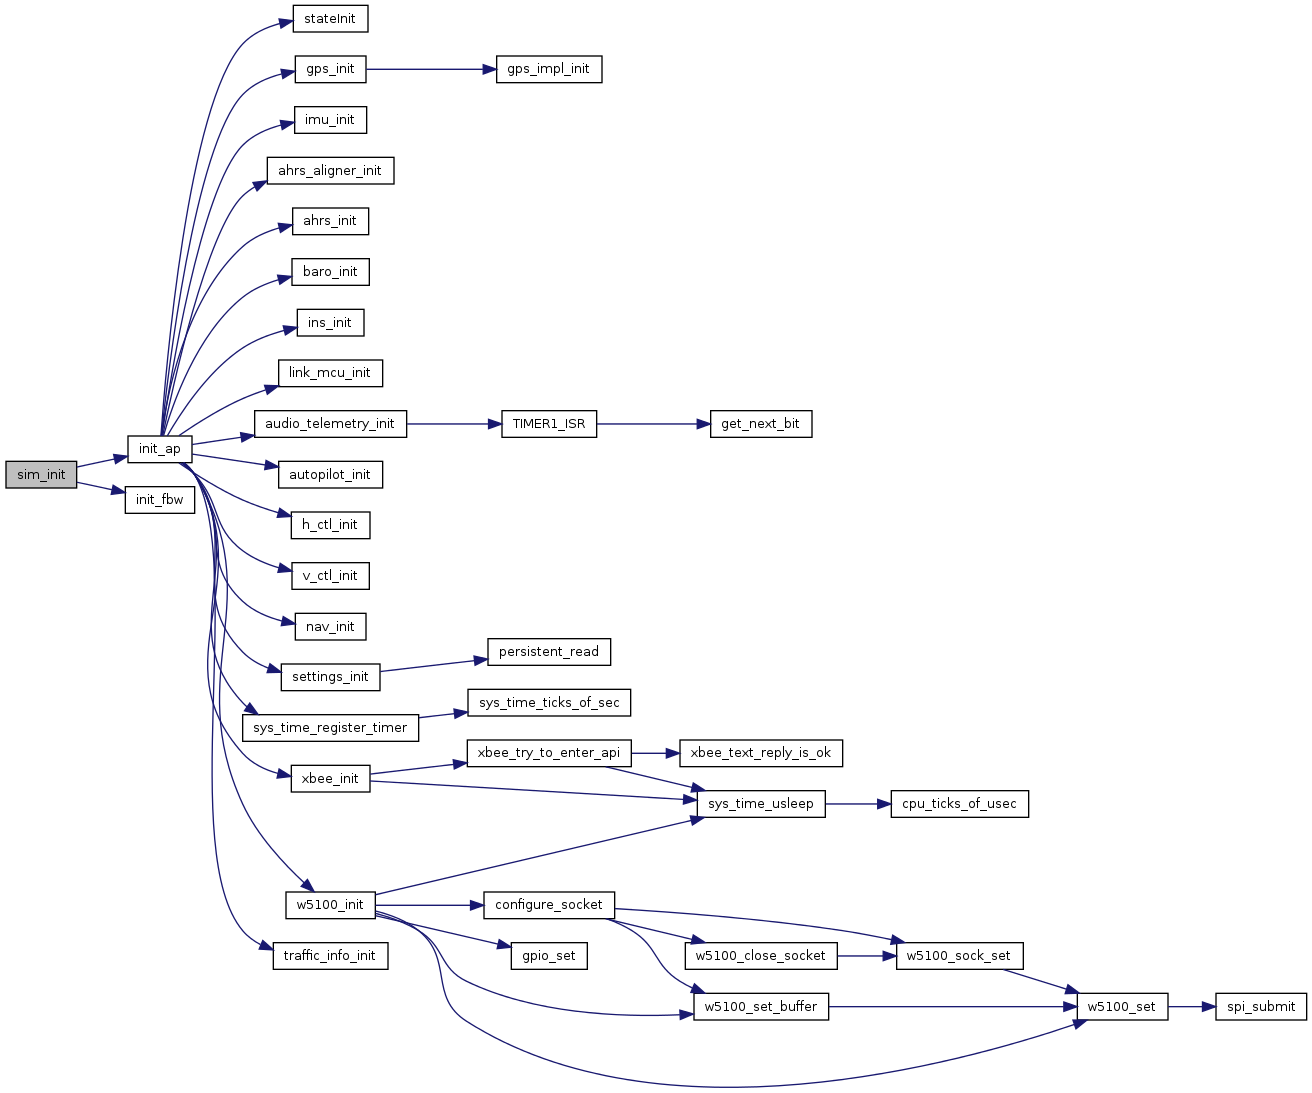 stateInit
gps_init
gps_impl_init
imu_init
ahrs_aligner_init
ahrs_init
baro_init
ins_init
link_mcu_init
audio_telemetry_init
TIMER1_ISR
get_next_bit
init_ap
sim_init
autopilot_init
init_fbw
h_ctl_init
v_ctl_init
nav_init
persistent_read
settings_init
sys_time_ticks_of_sec
sys_time_register_timer
xbee_try_to_enter_api
xbee_text_reply_is_ok
xbee_init
sys_time_usleep
cpu_ticks_of_usec
w5100_init
configure_socket
traffic_info_init
gpio_set
w5100_close_socket
w5100_sock_set
w5100_set_buffer
w5100_set
spi_submit